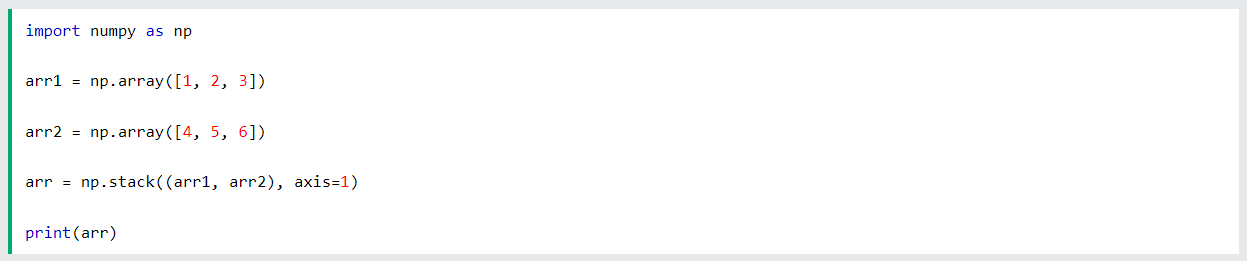 import numpy as np
arr1 = np.array([1, 2, 3])
arr2 = np.array([4, 5, 6])
arr = np.stack((arr1, arr2), axis=1)
print(arr)